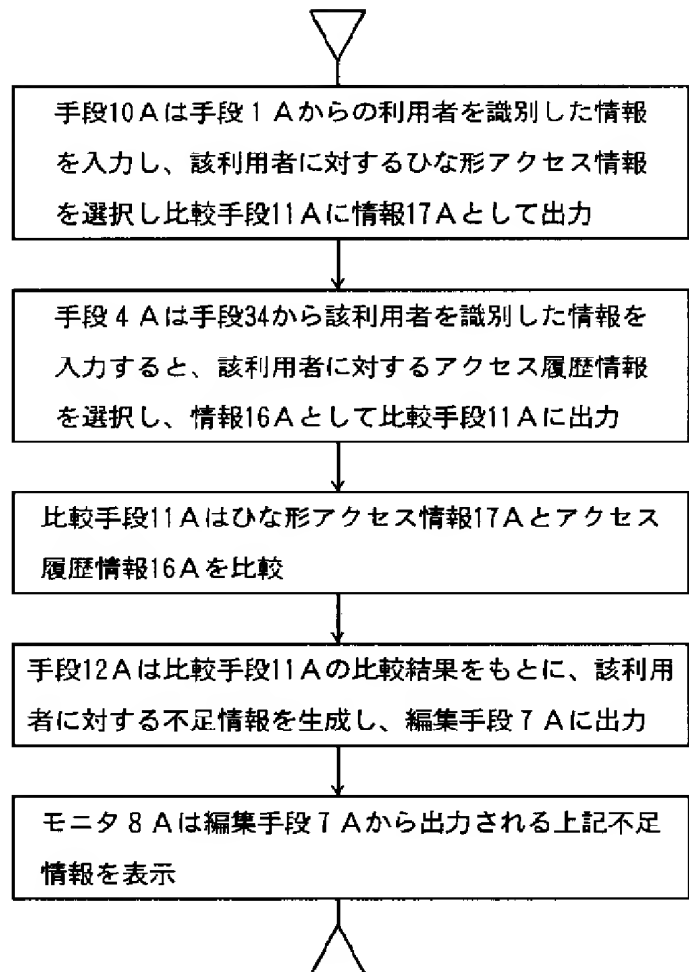 手段10Aは手段1Aからの利用者を識別した情報
を入力し、該利用者に対するひな形アクセス情報
を選択し比較手段11Aに情報17Aとして出力
手段4Aは手段34から該利用者を識別した情報を
入力すると、該利用者に対するアクセス履歴情報
を選択し、情報16Aとして比較手段11Aに出力
比較手段11Aはひな形アクセス情報17Aとアクセス
履歴情報16Aを比較
手段12Aは比較手段11Aの比較結果をもとに、該利用
者に対する不足情報を生成し、編集手段7Aに出力
モニタ8Aは編集手段7Aから出力される上記不足
情報を表示